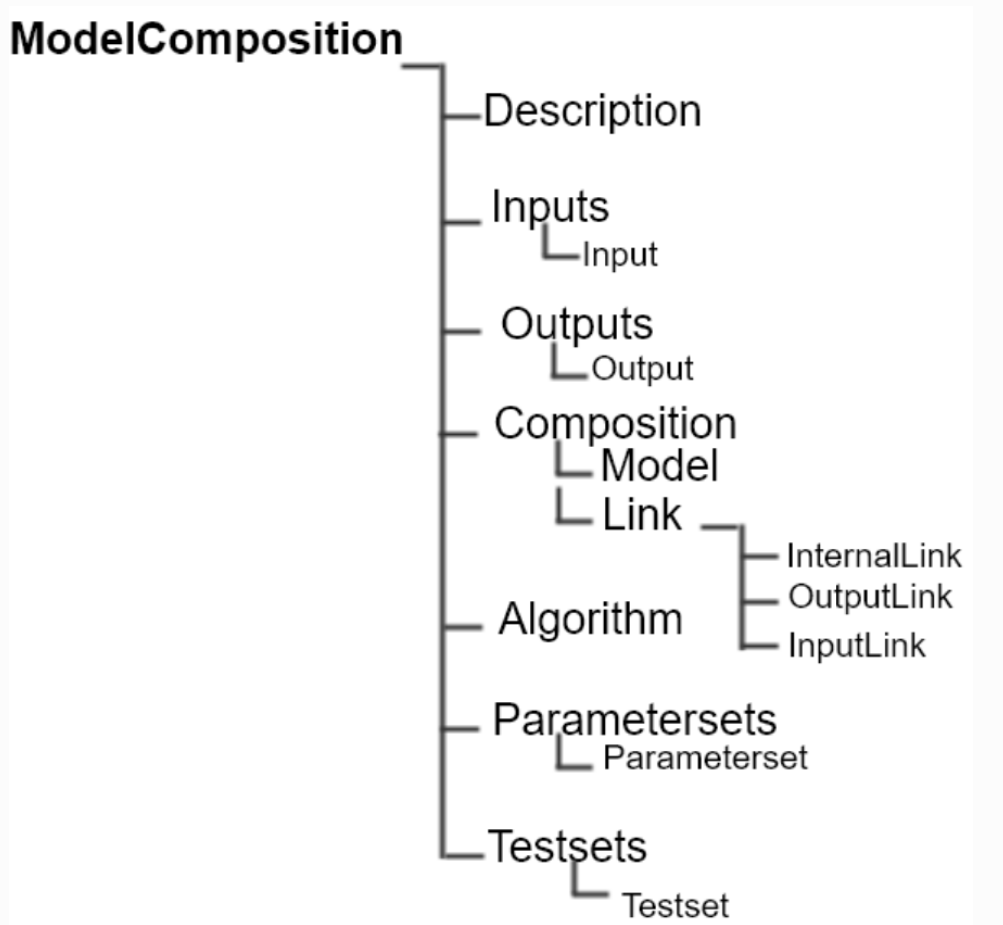 ModelComposition
Description
Inputs
Input
Outputs
Output
Composition
Model
Link
InternalLink
OutputLink
InputLink
Algorithm
Parametersets
Parameterset
Testsets
Testset